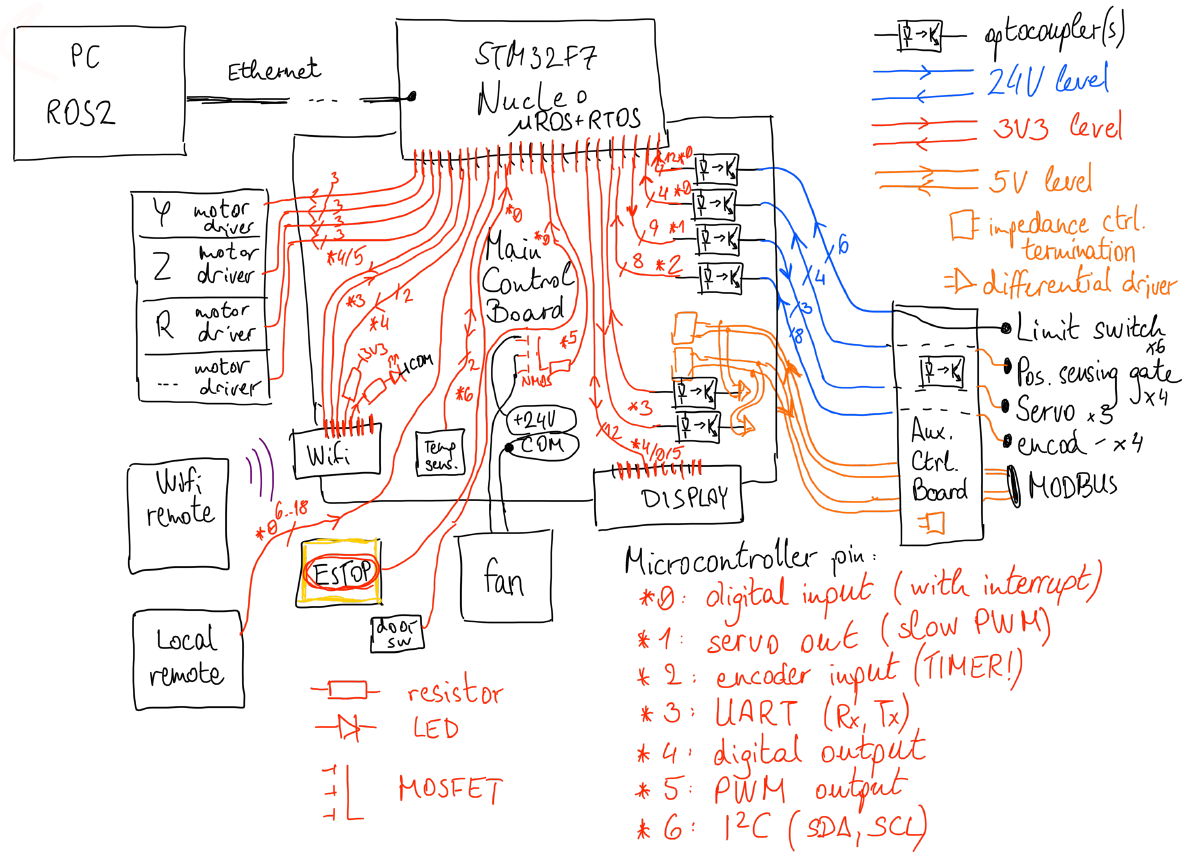 PC
ROS2
Ethernet
STM32F7
Nucleo
µROS+RTOS
optocoupler(s)
24V level
3V3 level
5V level
impedance ctrl.
termination
differential driver
φ motor
driver
Z motor
driver
R motor
driver
... motor
driver
3
3
3
3
*4/5
*3
2
*4
3V3
COM
*0
*0
2
*6
Main
Control
Board
*5
NMOS
+24V
COM
12*0
4 *0
9 *1
8 *2
6
4
3
8
*3
12
*4/0/5
Wifi
Temp
sens.
DISPLAY
Limit switch
x6
Pos. sensing gate
x4
Servo x3
encod x4
MODBUS
Aux.
Ctrl.
Board
Wifi
remote
*0 6..18
ESTOP
fan
door
sw
Local
remote
resistor
LED
MOSFET
Microcontroller pin:
*0: digital input (with interrupt)
*1: servo out (slow PWM)
*2: encoder input (TIMER!)
*3: UART (Rx, Tx)
*4: digital output
*5: PWM output
*6: I²C (SDA, SCL)